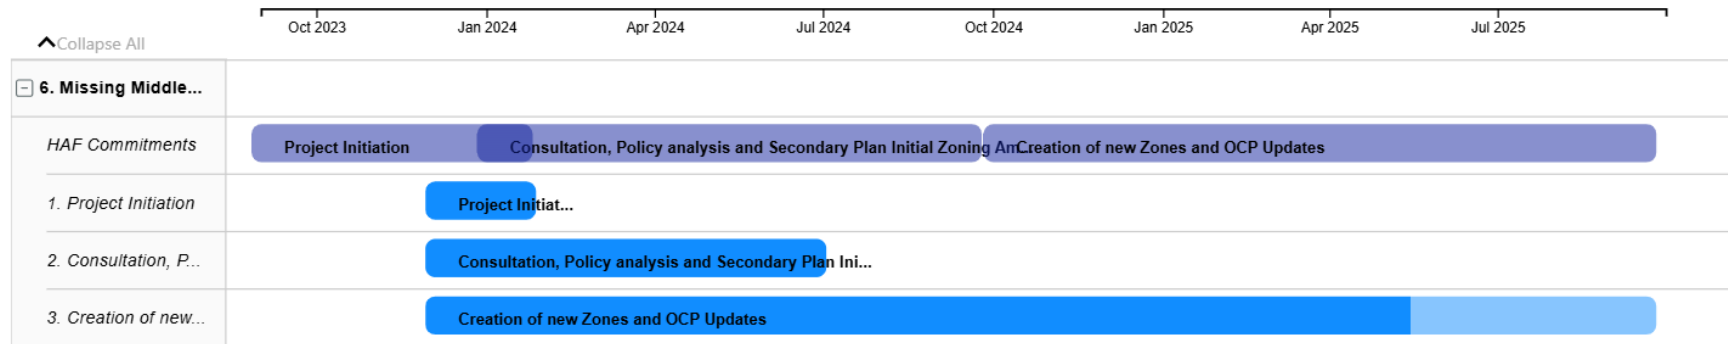 Oct 2023 Jan 2024 Apr 2024 Jul 2024 Oct 2024 Jan 2025 Apr 2025 Jul 2025
Collapse All
6. Missing Middle...
HAF Commitments Project Initiation Consultation, Policy analysis and Secondary Plan Initial Zoning Am... Creation of new Zones and OCP Updates
1. Project Initiation Project Initiat...
2. Consultation, P... Consultation, Policy analysis and Secondary Plan Ini...
3. Creation of new... Creation of new Zones and OCP Updates